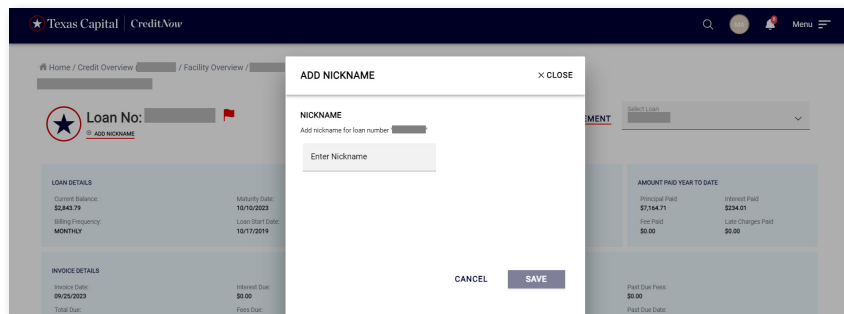 Texas Capital | CreditNow
MA
Menu
Home / Credit Overview / Facility Overview /
ADD NICKNAME
× CLOSE
Loan No:
ADD NICKNAME
NICKNAME
Add nickname for loan number
Enter Nickname
EMENT
Select Loan
LOAN DETAILS
AMOUNT PAID YEAR TO DATE
Current Balance:
Maturity Date:
Principal Paid
Interest Paid
$2,843.79
10/10/2023
$7,164.71
$234.01
Billing Frequency:
Loan Start Date:
Fee Paid
Late Charges Paid
MONTHLY
10/17/2019
$0.00
$0.00
CANCEL
SAVE
INVOICE DETAILS
Invoice Date:
Interest Due:
Past Due Fees:
09/25/2023
$0.00
$0.00
Total Due:
Fees Due:
Past Due Date: